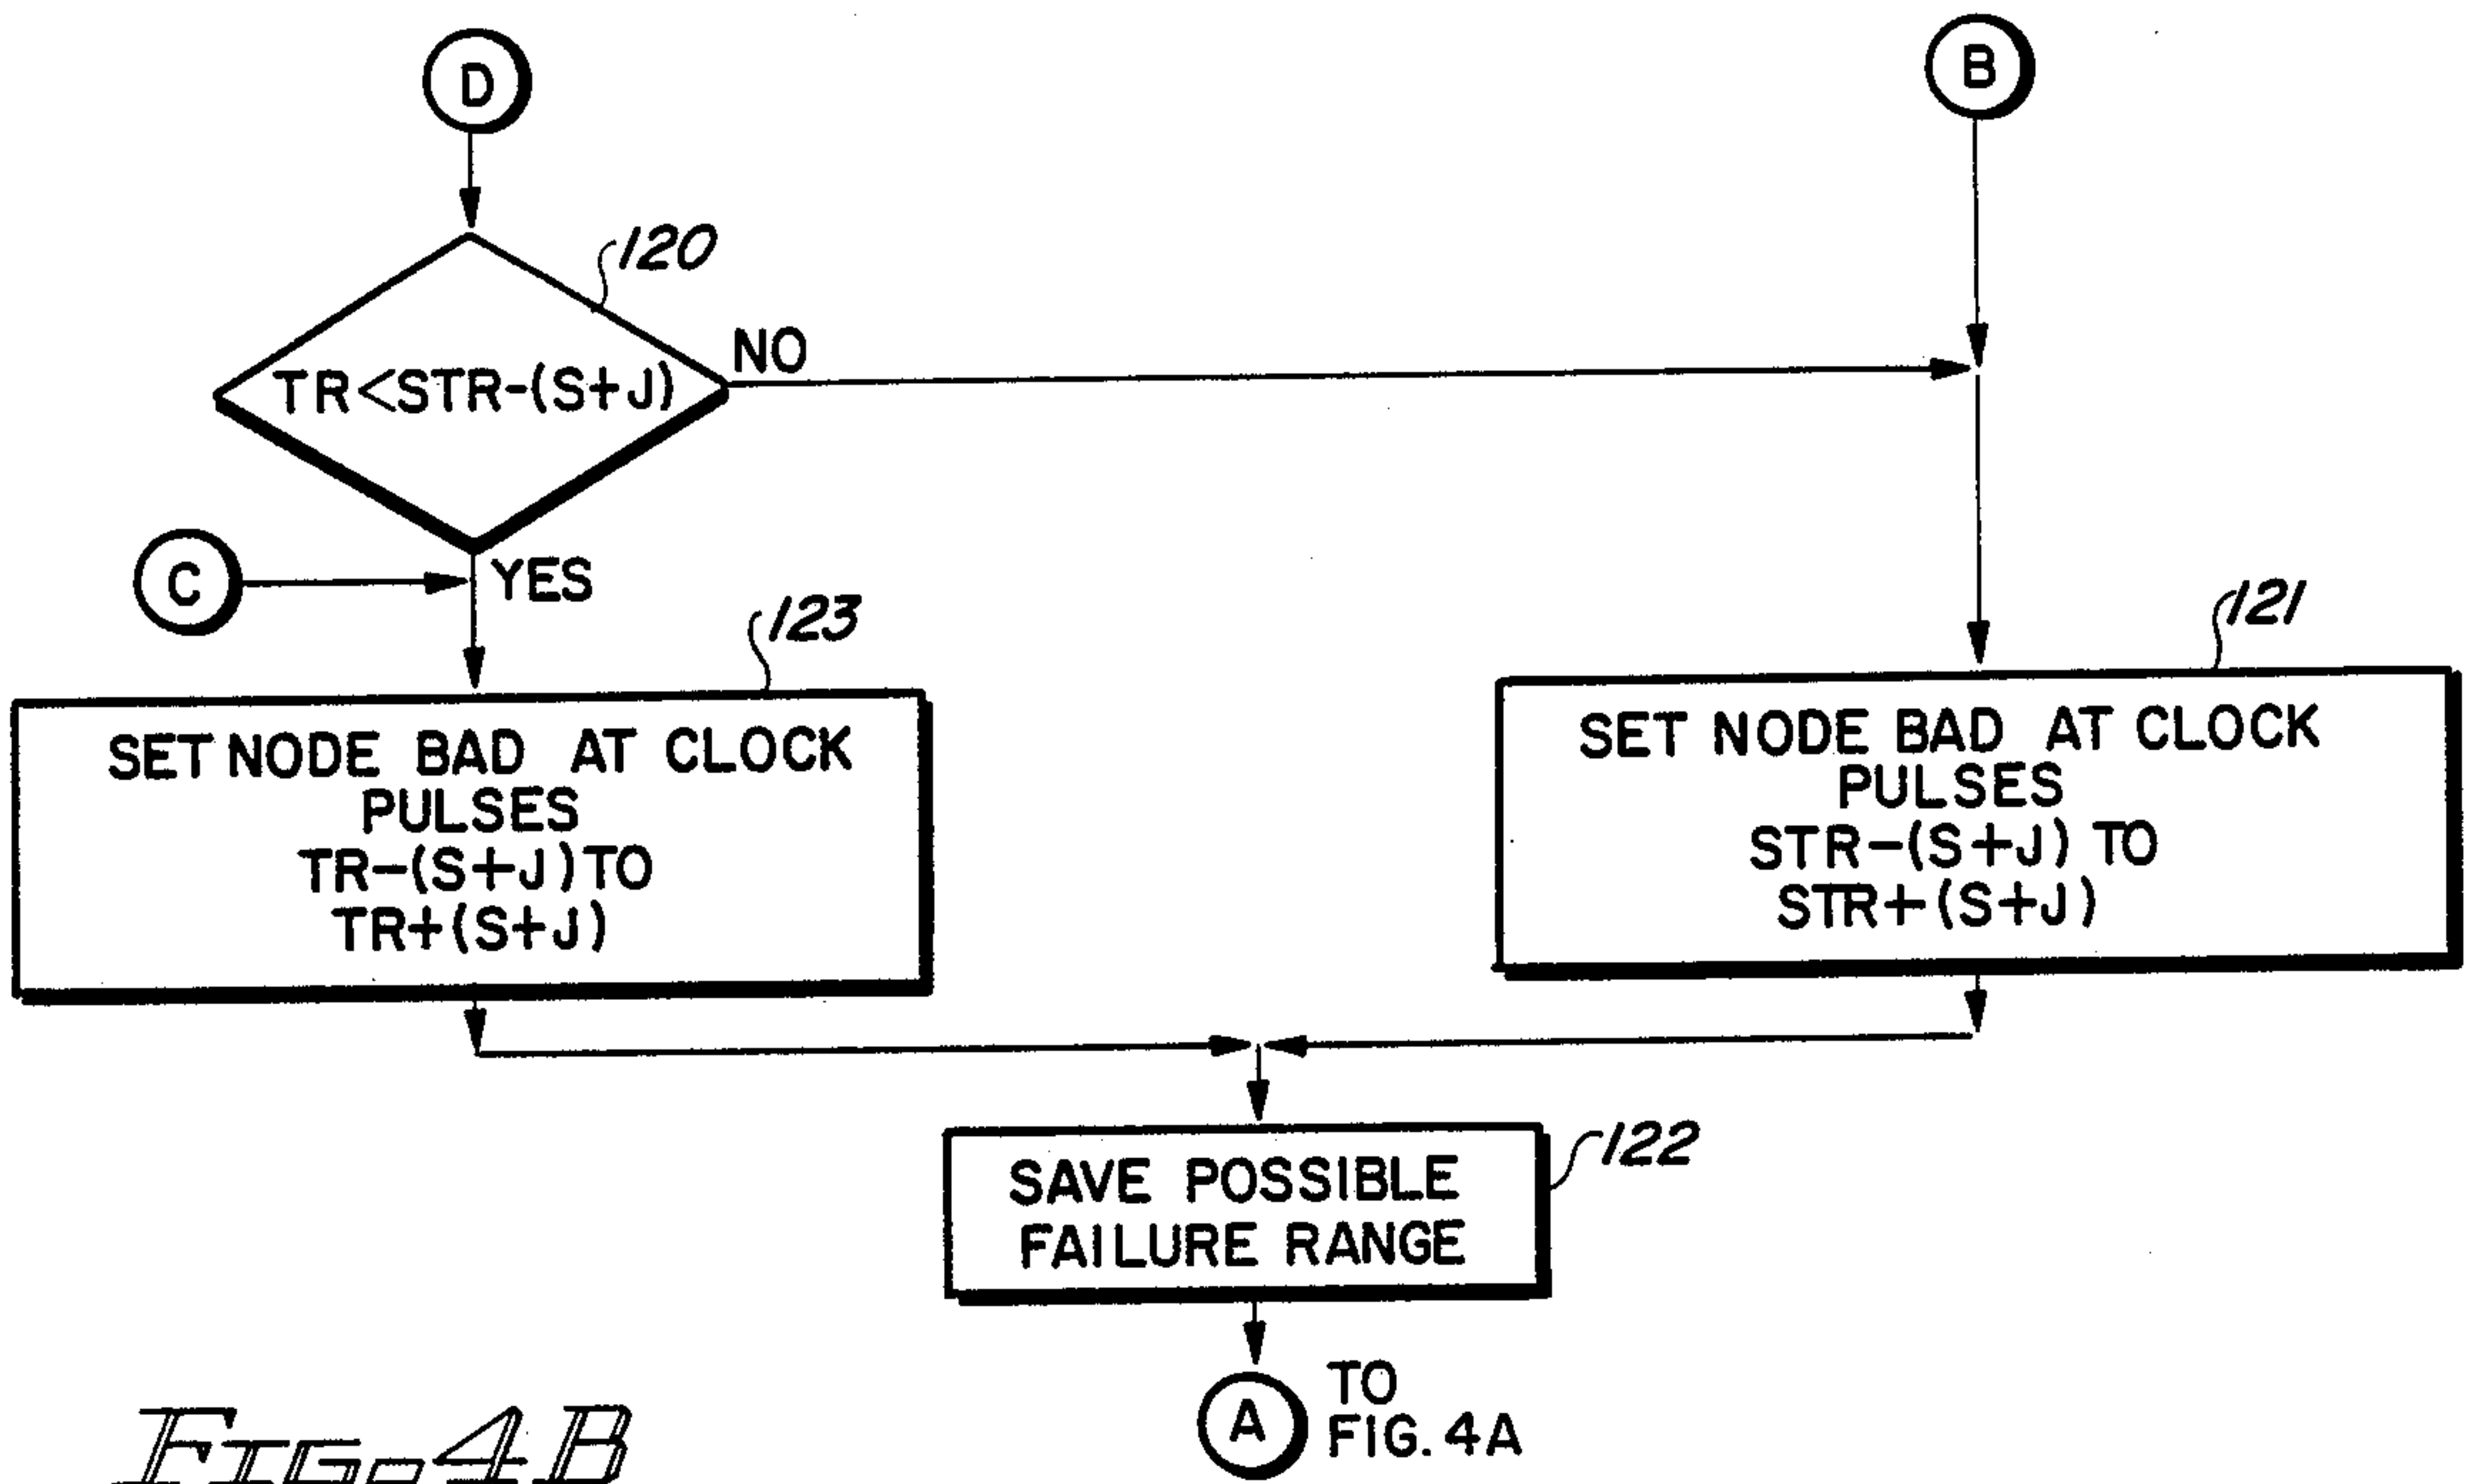 D
B
120
TR<STR-(S+J)
NO
C
YES
123
121
SET NODE BAD AT CLOCK
PULSES
TR-(S+J) TO
TR+(S+J)
SET NODE BAD AT CLOCK
PULSES
STR-(S+J) TO
STR+(S+J)
122
SAVE POSSIBLE
FAILURE RANGE
A
TO
FIG. 4A
FIG-4B